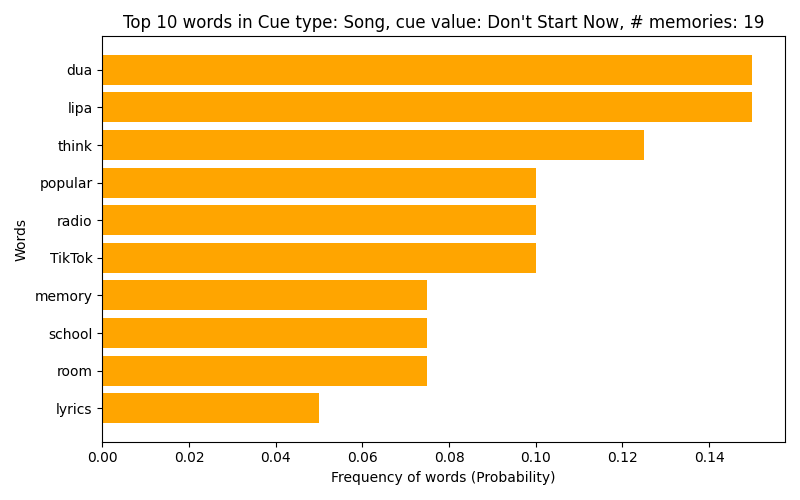 Top 10 words in Cue type: Song, cue value: Don't Start Now, # memories: 19
Words
dua
lipa
think
popular
radio
TikTok
memory
school
room
lyrics
0.00 0.02 0.04 0.06 0.08 0.10 0.12 0.14
Frequency of words (Probability)